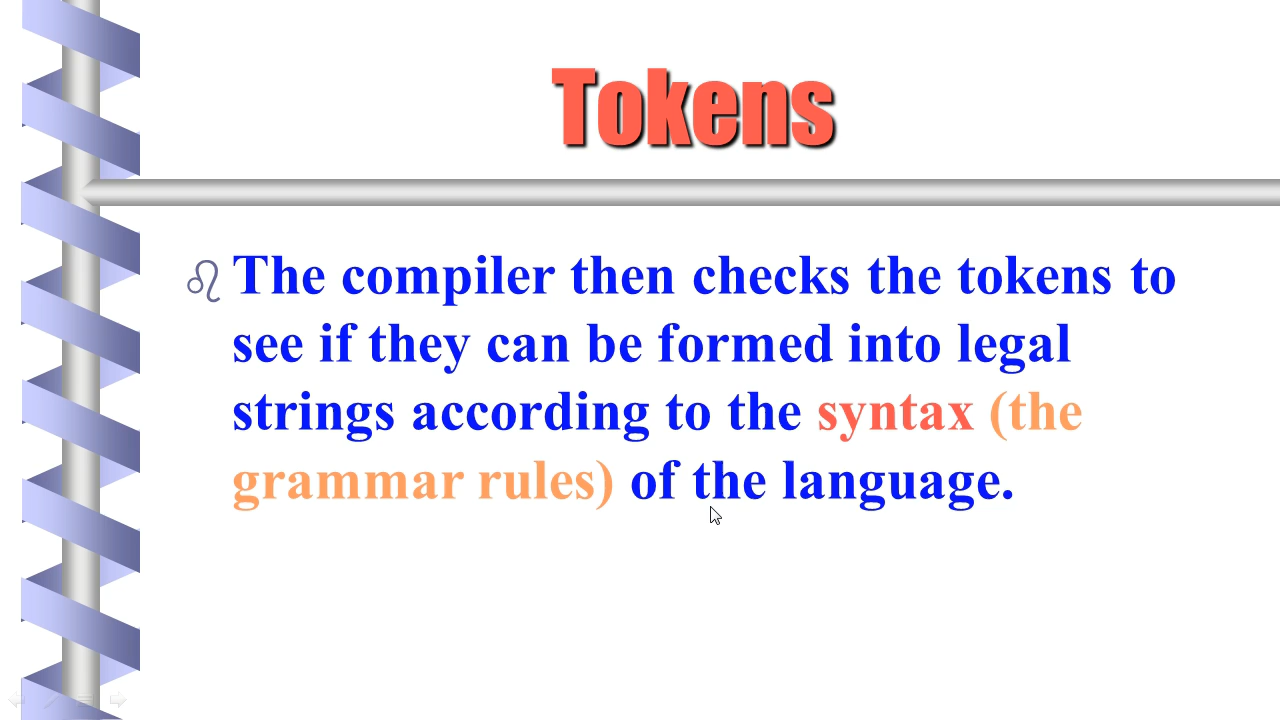 Tokens
The compiler then checks the tokens to
see if they can be formed into legal
strings according to the syntax (the
grammar rules) of the language.